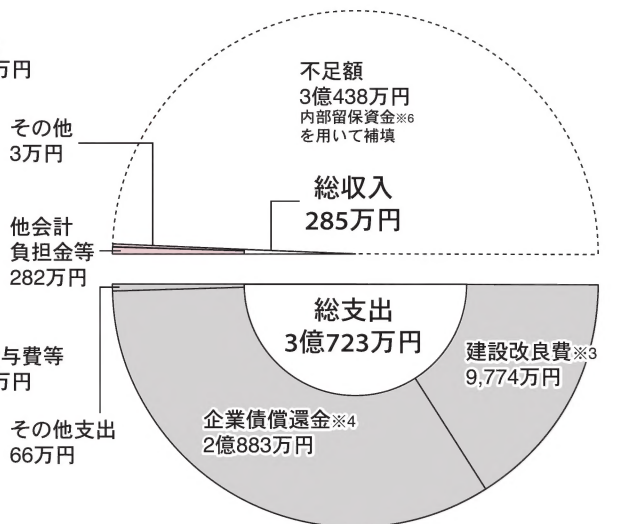 万円
不足額
3億438万円
内部留保資金※6
を用いて補填
その他
3万円
総収入
285万円
他会計
負担金等
282万円
総支出
3億723万円
建設改良費※3
9,774万円
与費等
万円
企業債償還金※4
2億883万円
その他支出
66万円